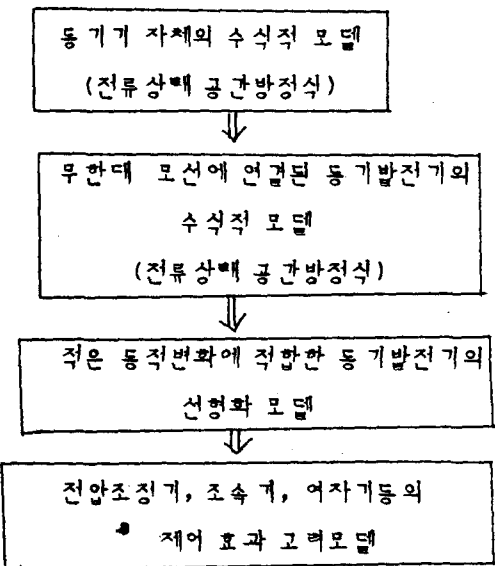 동기기 자체의 수식적 모델
(전류상태 공간방정식)
무한대 모선에 연결된 동기발전기의
수식적 모델
(전류상태 공간방정식)
적은 동적변화에 적합한 동기발전기의
선형화 모델
전압조정기, 조속기, 여자기등의
제어 효과 고려모델